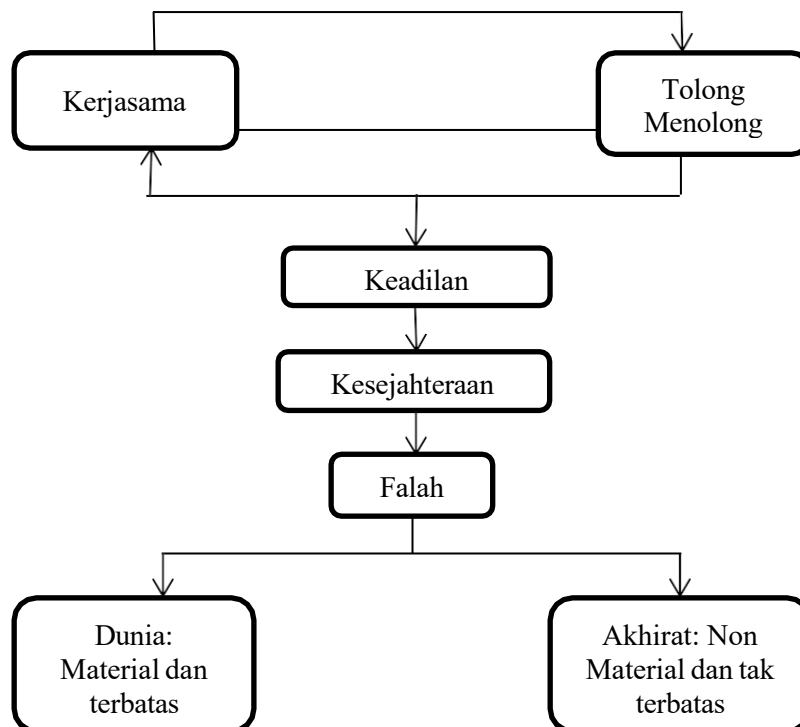 Kerjasama
Tolong
Menolong
Keadilan
Kesejahteraan
Falah
Dunia:
Material dan
terbatas
Akhirat: Non
Material dan tak
terbatas